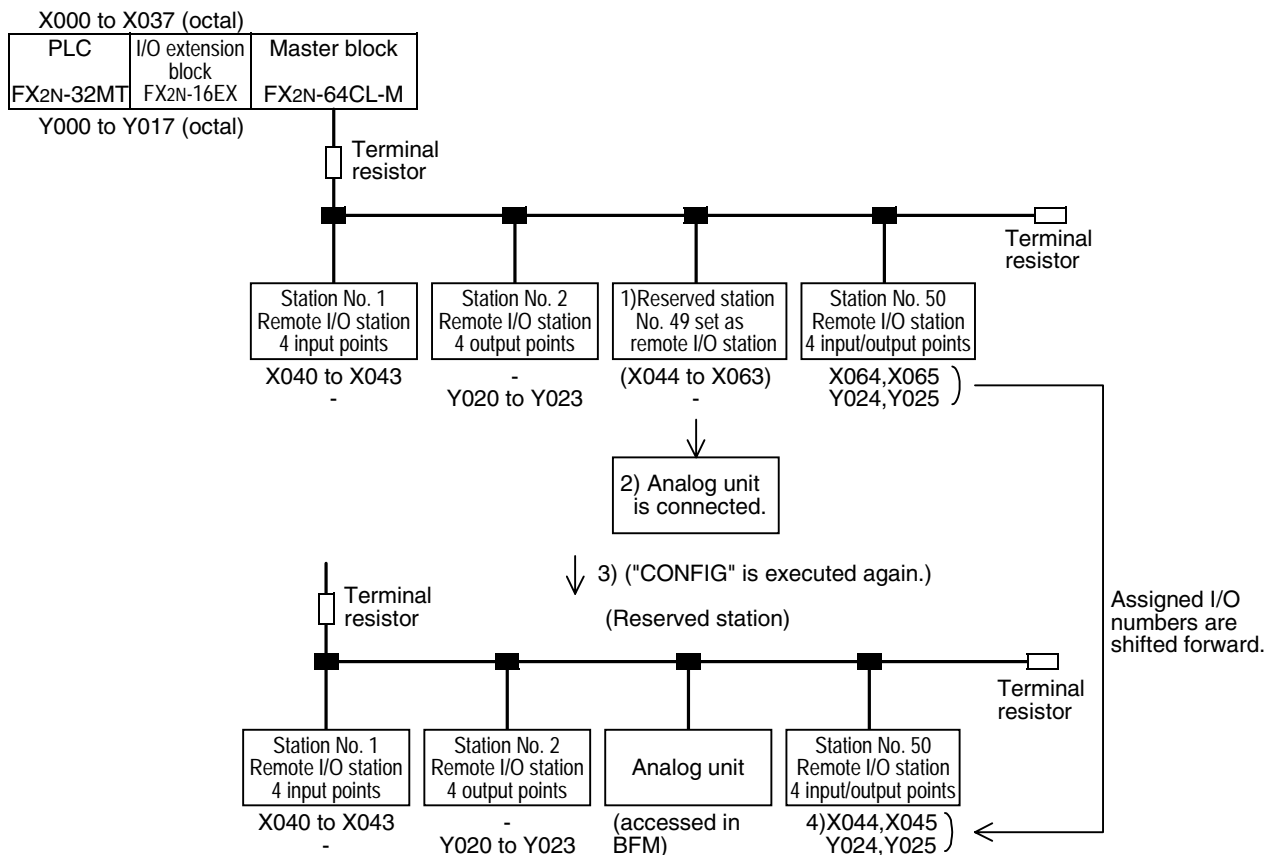 X000 to X037 (octal)
PLC
FX2N-32MT
I/O extension
block
FX2N-16EX
Master block
FX2N-64CL-M
Y000 to Y017 (octal)
Terminal
resistor
Terminal
resistor
Station No. 1
Remote I/O station
4 input points
X040 to X043
-
Station No. 2
Remote I/O station
4 output points
-
Y020 to Y023
1)Reserved station
No. 49 set as
remote I/O station
(X044 to X063)
-
Station No. 50
Remote I/O station
4 input/output points
X064,X065
Y024,Y025
2) Analog unit
is connected.
3) ("CONFIG" is executed again.)
(Reserved station)
Assigned I/O
numbers are
shifted forward.
Terminal
resistor
Terminal
resistor
Station No. 1
Remote I/O station
4 input points
X040 to X043
-
Station No. 2
Remote I/O station
4 output points
-
Y020 to Y023
Analog unit
(accessed in
BFM)
Station No. 50
Remote I/O station
4 input/output points
4)X044,X045
Y024,Y025